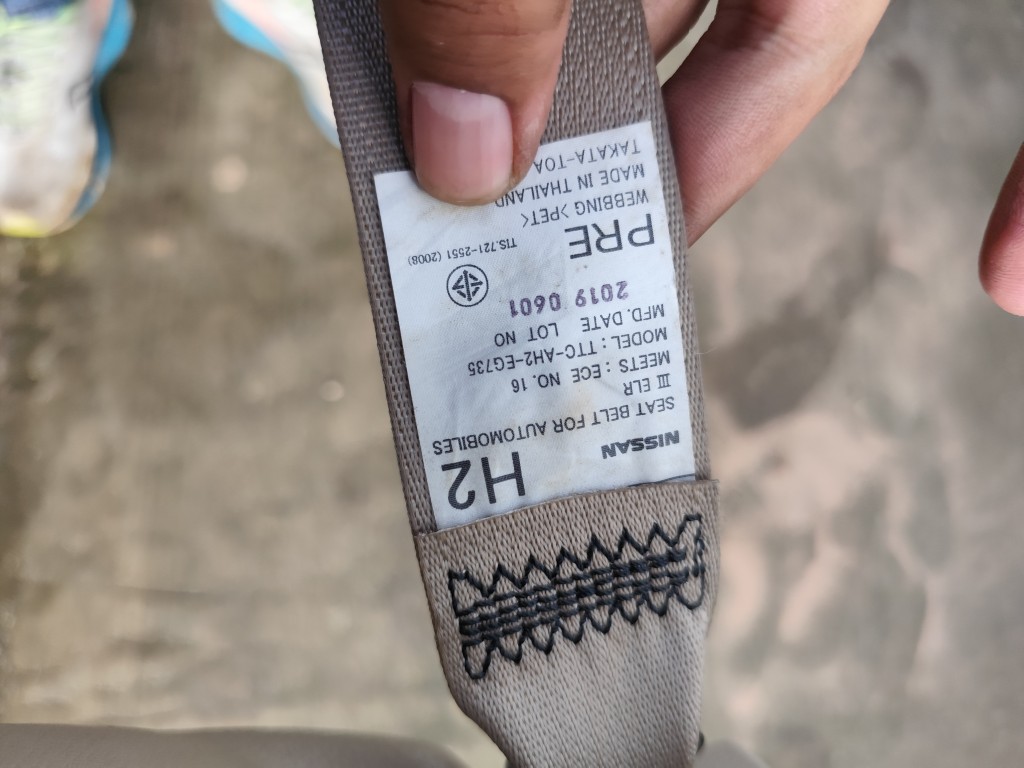 NISSAN H2
SEAT BELT FOR AUTOMOBILES
III ELR
MEETS : ECE NO. 16
MODEL : TTC-AH2-EG735
MFD. DATE LOT NO
2019 0601
PRE TIS.721-2551 (2008)
WEBBING >PET<
MADE IN THAILAND
TAKATA-TOA